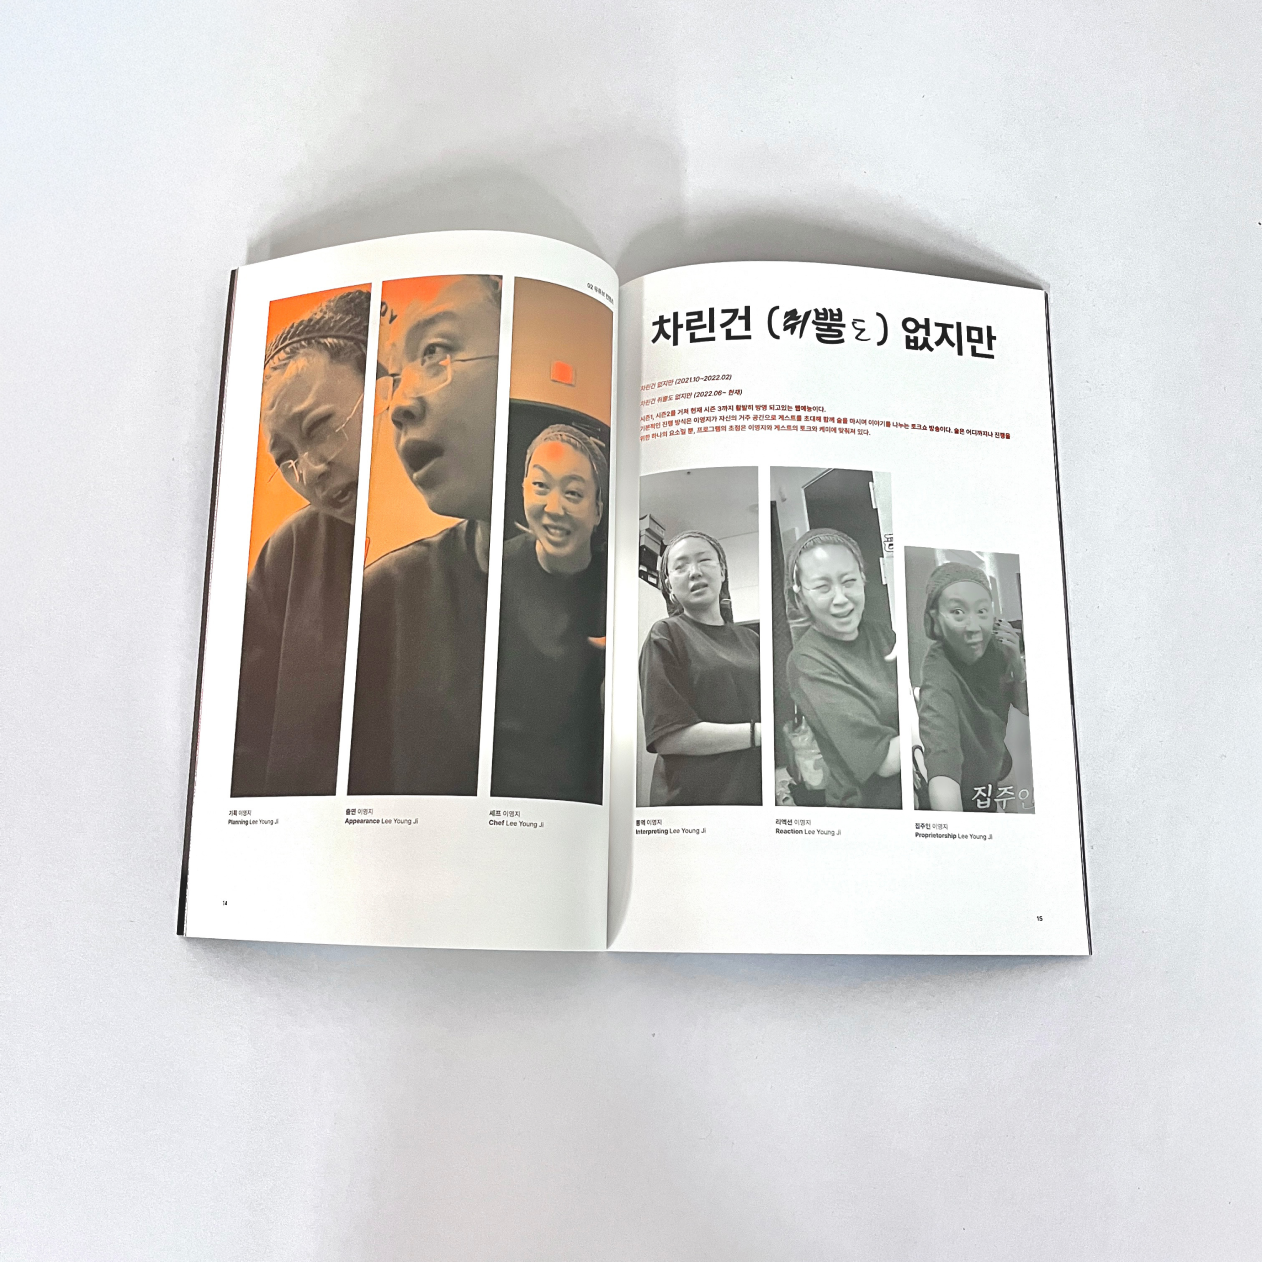 02
기획 이영지
Planning Lee Young Ji
출연 이영지
Appearance Lee Young Ji
셰프 이영지
Chef Lee Young Ji
14
차린건 (쥐뿔도) 없지만
차린건 없지만 (2021.10~2022.02)
차린건 쥐뿔도 없지만 (2022.06~ 현재)
시즌1, 시즌2를 거쳐 현재 시즌 3까지 활발히 방영 되고있는 웹예능이다.
기본적인 진행 방식은 이영지가 자신의 거주 공간으로 게스트를 초대해 함께 술을 마시며 이야기를 나누는 토크쇼 방송이다. 술은 어디까지나 진행을
위한 하나의 요소일 뿐, 프로그램의 초점은 이영지와 게스트의 토크와 케미에 맞춰져 있다.
집주인
통역 이영지
Interpreting Lee Young Ji
리액션 이영지
Reaction Lee Young Ji
집주인 이영지
Proprietorship Lee Young Ji
15